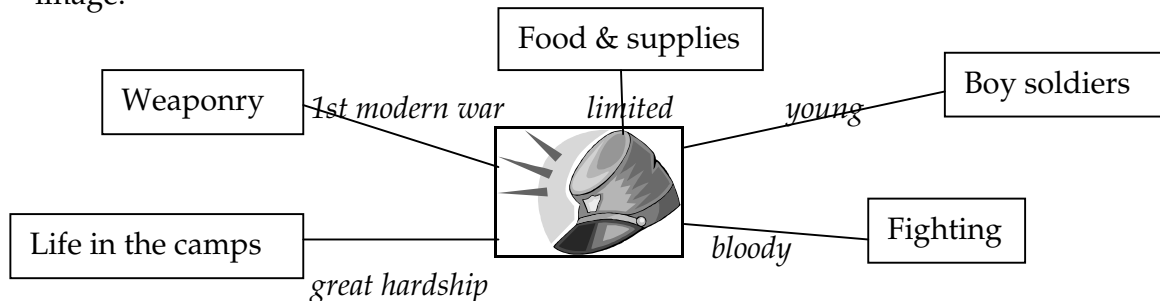 image.
Food & supplies
Weaponry
Boy soldiers
1st modern war
limited
young
Life in the camps
Fighting
bloody
great hardship